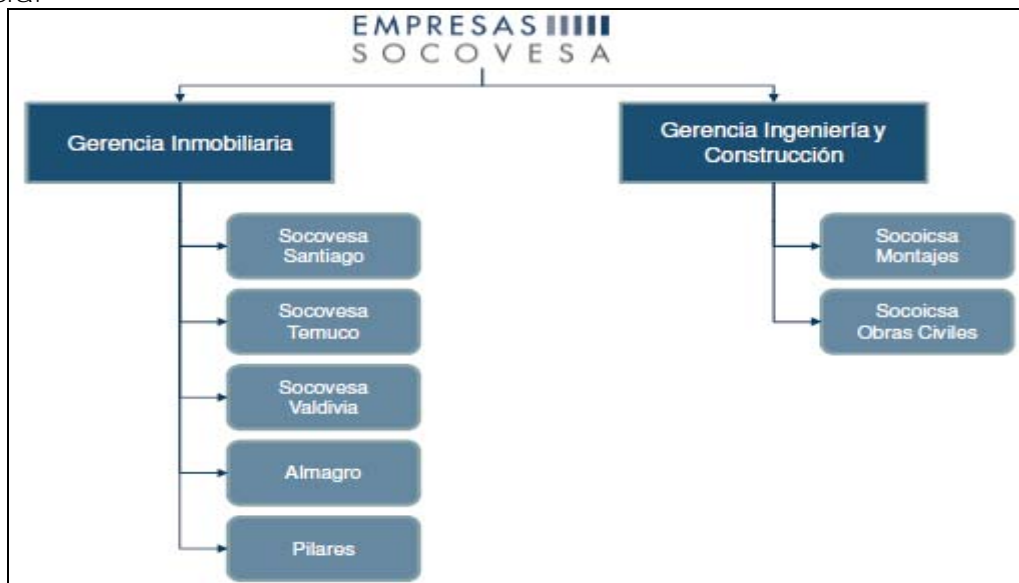 EMPRESAS
SOCOVESA
Gerencia Inmobiliaria
Gerencia Ingeniería y
Construcción
Socovesa
Santiago
Socovesa
Temuco
Socovesa
Valdivia
Almagro
Pilares
Socoicsa
Montajes
Socoicsa
Obras Civiles